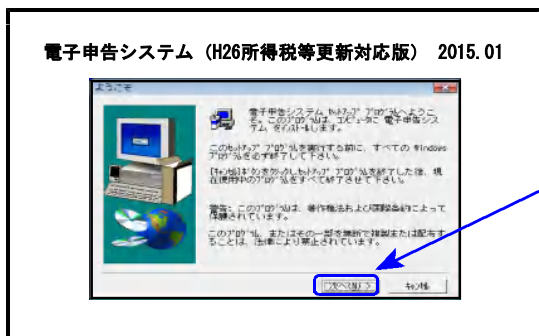 電子申告システム（H26所得税等更新対応版） 2015.01
ようこそ
電子申告システム ｾｯﾄｱｯﾌﾟ ﾌﾟﾛｸﾞﾗﾑへようこ
そ。このﾌﾟﾛｸﾞﾗﾑは、ｺﾝﾋﾟｭｰﾀに 電子申告シス
テム をｲﾝｽﾄｰﾙします。
このｾｯﾄｱｯﾌﾟ ﾌﾟﾛｸﾞﾗﾑを実行する前に、すべての Windows
ﾌﾟﾛｸﾞﾗﾑを必ず終了して下さい。
[ｷｬﾝｾﾙ]ﾎﾞﾀﾝをｸﾘｯｸしｾｯﾄｱｯﾌﾟ ﾌﾟﾛｸﾞﾗﾑを終了した後、現
在使用中のﾌﾟﾛｸﾞﾗﾑをすべて終了させて下さい。
警告: このﾌﾟﾛｸﾞﾗﾑは、著作権法および国際条約によって
保護されています。
このﾌﾟﾛｸﾞﾗﾑ、またはその一部を無断で複製または配布す
ることは、法律により禁止されています。
次へ(N) >
ｷｬﾝｾﾙ